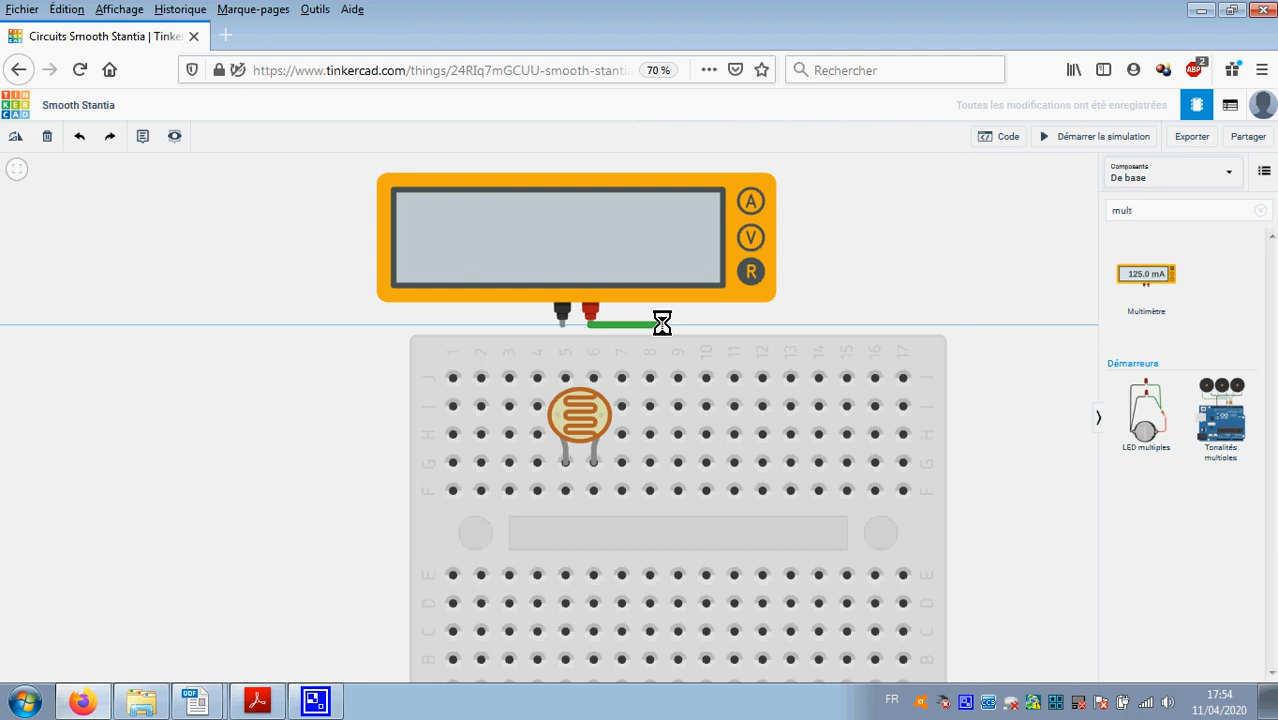 Fichier Édition Affichage Historique Marque-pages Outils Aide
Circuits Smooth Stantia | Tinker
https://www.tinkercad.com/things/24RIq7mGCUU-smooth-stanti
70 %
Rechercher
ABP
2
TIN
KER
CAD
Smooth Stantia
Toutes les modifications ont été enregistrées
Code
Démarrer la simulation
Exporter
Partager
Composants
De base
mult
A
V
R
125.0 mA
Multimètre
Démarreurs
LED multiples
Tonalités
multiples
1 2 3 4 5 6 7 8 9 10 11 12 13 14 15 16 17
J J
I I
H H
G G
F F
E E
D D
C C
B B
ODF
FR
17:54
11/04/2020